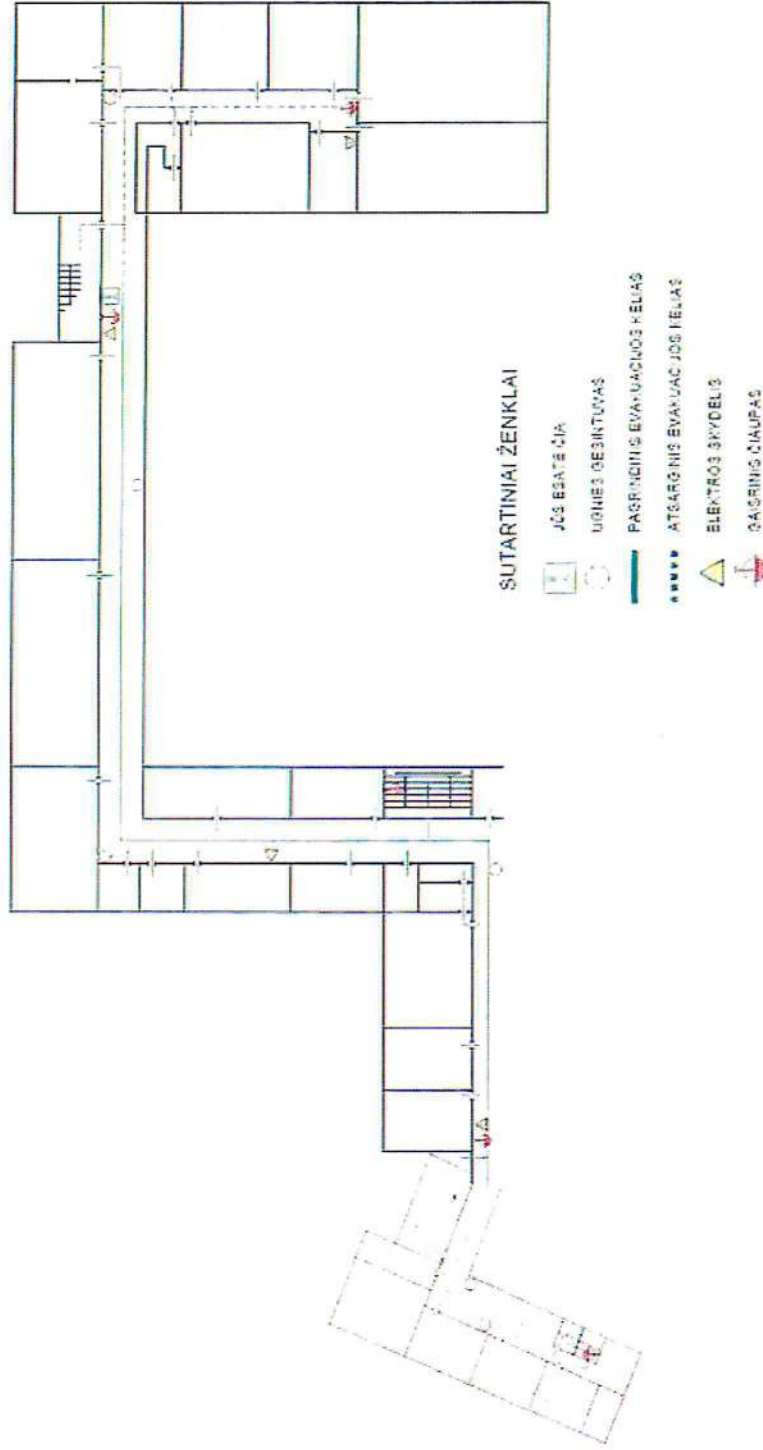 SUTARTINIAI ŽENKLAI
JŪS ESATE ČIA
UGNIES GESINTUVAS
PAGRINDINIS EVAKUACIJOS KELIAS
ATSARGINIS EVAKUACIJOS KELIAS
ELEKTROS SKYDELIS
GAISRINIS ČIAUPAS